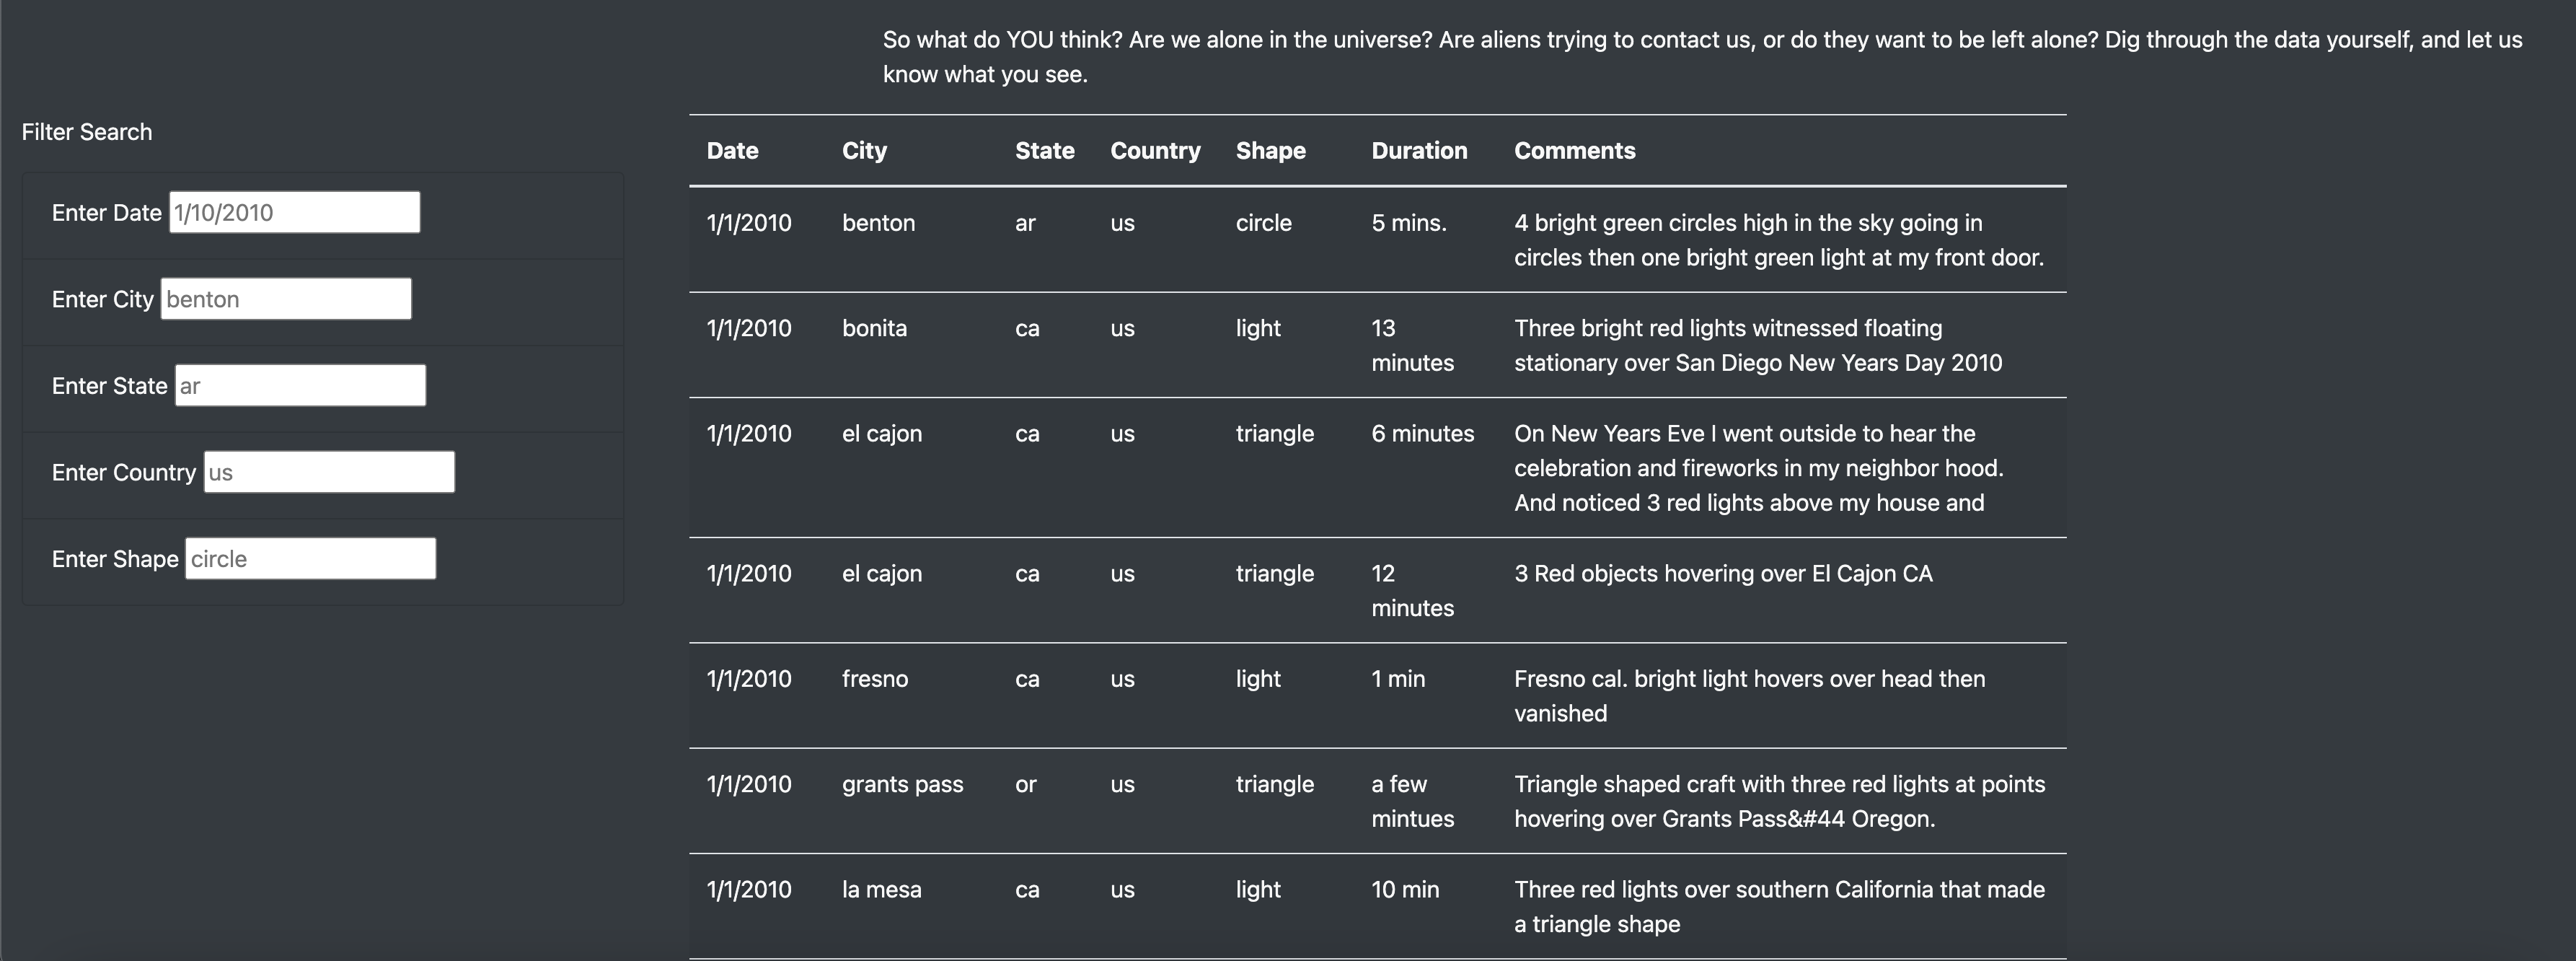 So what do YOU think? Are we alone in the universe? Are aliens trying to contact us, or do they want to be left alone? Dig through the data yourself, and let us
know what you see.
Filter Search
Enter Date 1/10/2010
Enter City benton
Enter State ar
Enter Country us
Enter Shape circle
Date City State Country Shape Duration Comments
1/1/2010 benton ar us circle 5 mins. 4 bright green circles high in the sky going in
circles then one bright green light at my front door.
1/1/2010 bonita ca us light 13 Three bright red lights witnessed floating
minutes stationary over San Diego New Years Day 2010
1/1/2010 el cajon ca us triangle 6 minutes On New Years Eve I went outside to hear the
celebration and fireworks in my neighbor hood.
And noticed 3 red lights above my house and
1/1/2010 el cajon ca us triangle 12 3 Red objects hovering over El Cajon CA
minutes
1/1/2010 fresno ca us light 1 min Fresno cal. bright light hovers over head then
vanished
1/1/2010 grants pass or us triangle a few Triangle shaped craft with three red lights at points
mintues hovering over Grants Pass&#44 Oregon.
1/1/2010 la mesa ca us light 10 min Three red lights over southern California that made
a triangle shape